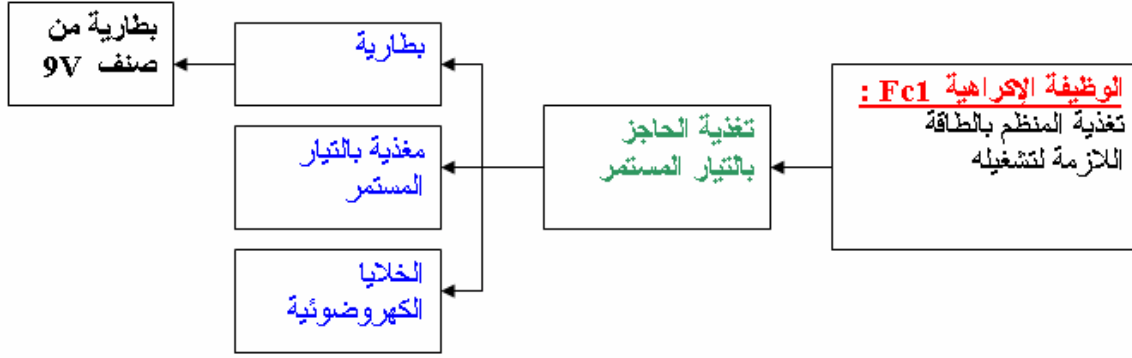 الوظيفة الإكراهية Fc1 :
تغذية المنظم بالطاقة
اللازمة لتشغيله
تغذية الحاجز
بالتيار المستمر
بطارية
مغذية بالتيار
المستمر
الخلايا
الكهروضوئية
بطارية من
صنف 9V